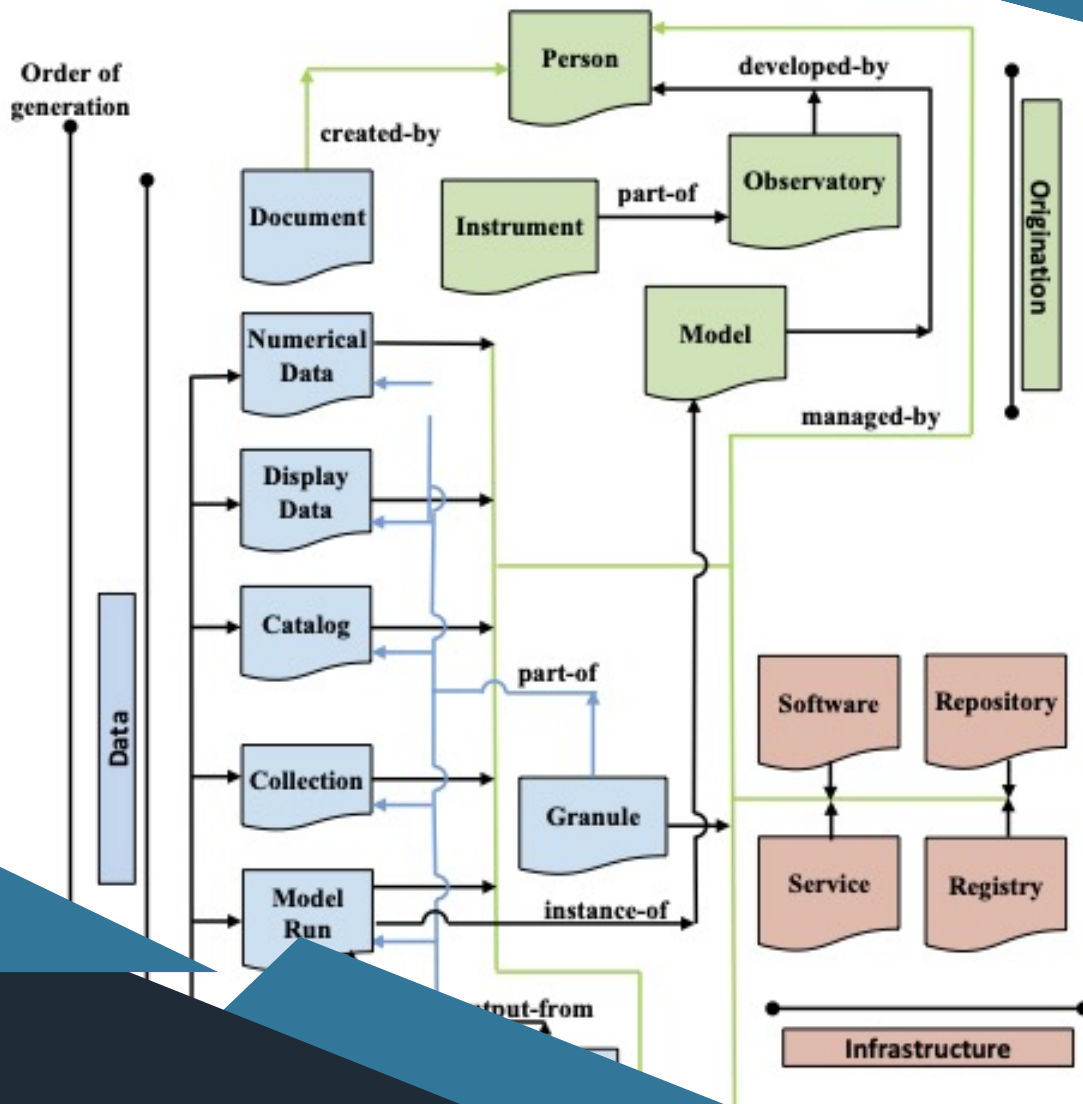 Order of
generation
Person
developed-by
created-by
Document
Instrument
part-of
Observatory
Origination
Numerical
Data
Model
managed-by
Display
Data
Catalog
part-of
Software
Repository
Data
Collection
Granule
Service
Registry
Model
Run
instance-of
Infrastructure